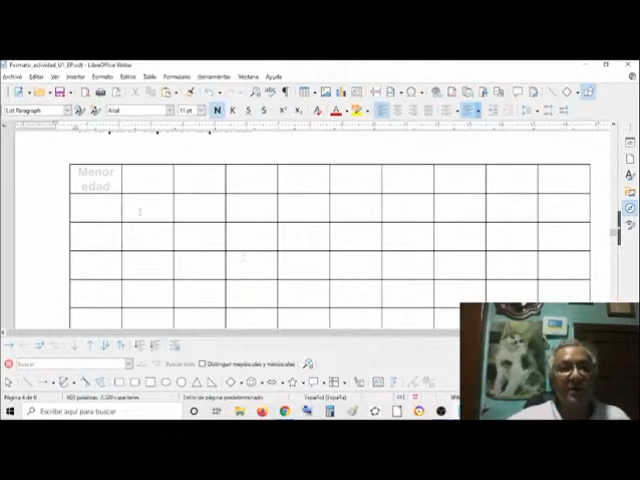 Formato_actividad_U1_EP.odt - LibreOffice Writer
Archivo Editar Ver Insertar Formato Estilos Tabla Formulario Herramientas Ventana Ayuda
List Paragraph Arial 11 pt N K S
Menor
edad
Buscar Buscar todo Distinguir mayúsculas y minúsculas
Página 4 de 6 Estilo de página predeterminado Español (España)
Escribe aquí para buscar